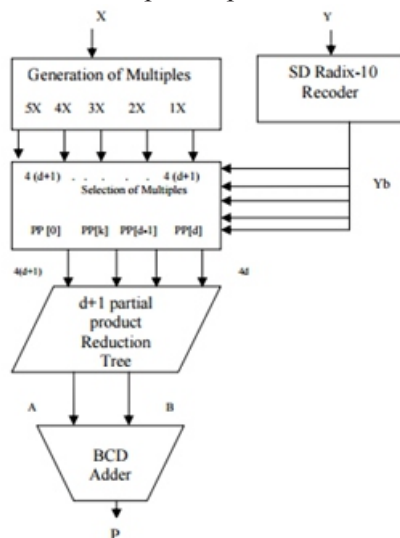 X
Y
Generation of Multiples
5X 4X 3X 2X 1X
SD Radix-10
Recoder
4 (d+1) . . . . . 4 (d+1)
Selection of Multiples
Yb
PP [0] PP[k] PP[d-1] PP[d]
4(d+1)
4d
d+1 partial
product
Reduction
Tree
A
B
BCD
Adder
P